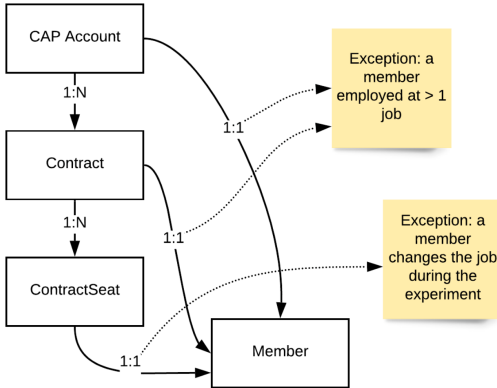 CAP Account
1:N
Contract
1:N
ContractSeat
1:1
1:1
1:1
Member
Exception: a
member
employed at > 1
job
Exception: a
member
changes the job
during the
experiment